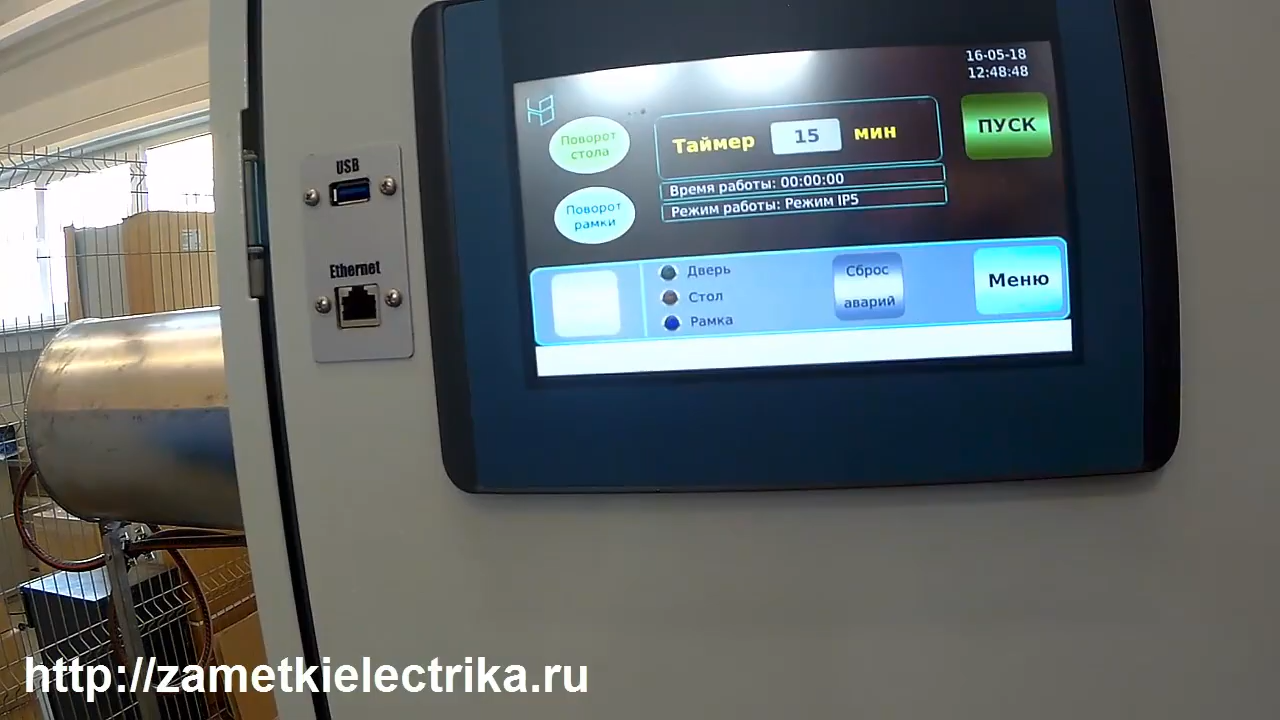 16-05-18
12:48:48
Поворот
стола
Таймер 15 мин
ПУСК
Время работы: 00:00:00
Поворот
рамки
Режим работы: Режим IP5
USB
Ethernet
Дверь
Стол
Рамка
Сброс
аварий
Меню
http://zametkielectrika.ru